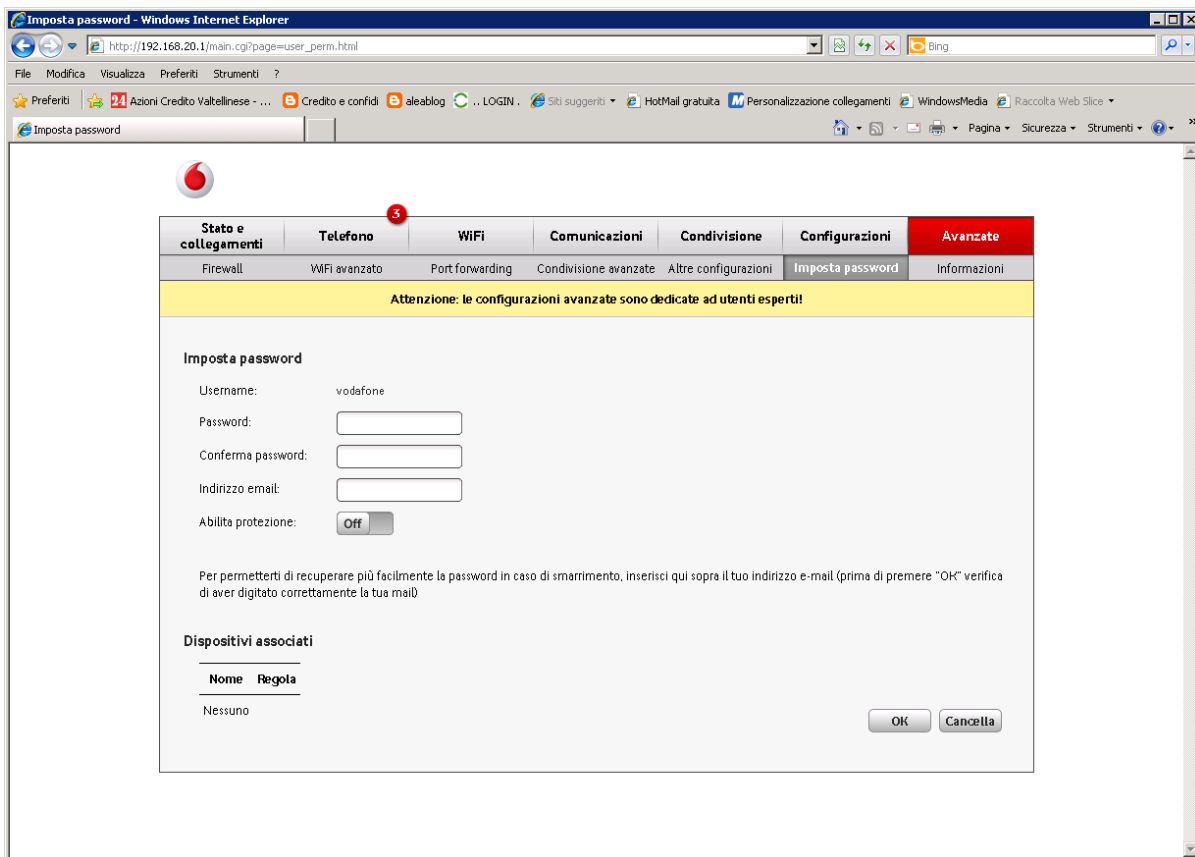 Imposta password - Windows Internet Explorer
http://192.168.20.1/main.cgi?page=user_perm.html
Bing
File Modifica Visualizza Preferiti Strumenti ?
Preferiti 24 Azioni Credito Valtellinese - ... Credito e confidi aleablog .. LOGIN . Siti suggeriti HotMail gratuita Personalizzazione collegamenti WindowsMedia Raccolta Web Slice
Imposta password
Pagina Sicurezza Strumenti »
3
Stato e collegamenti Telefono WiFi Comunicazioni Condivisione Configurazioni Avanzate
Firewall WiFi avanzato Port forwarding Condivisione avanzate Altre configurazioni Imposta password Informazioni
Attenzione: le configurazioni avanzate sono dedicate ad utenti esperti!
Imposta password
Username: vodafone
Password:
Conferma password:
Indirizzo email:
Abilita protezione: Off
Per permetterti di recuperare più facilmente la password in caso di smarrimento, inserisci qui sopra il tuo indirizzo e-mail (prima di premere "OK" verifica
di aver digitato correttamente la tua mail)
Dispositivi associati
Nome Regola
Nessuno
OK Cancella